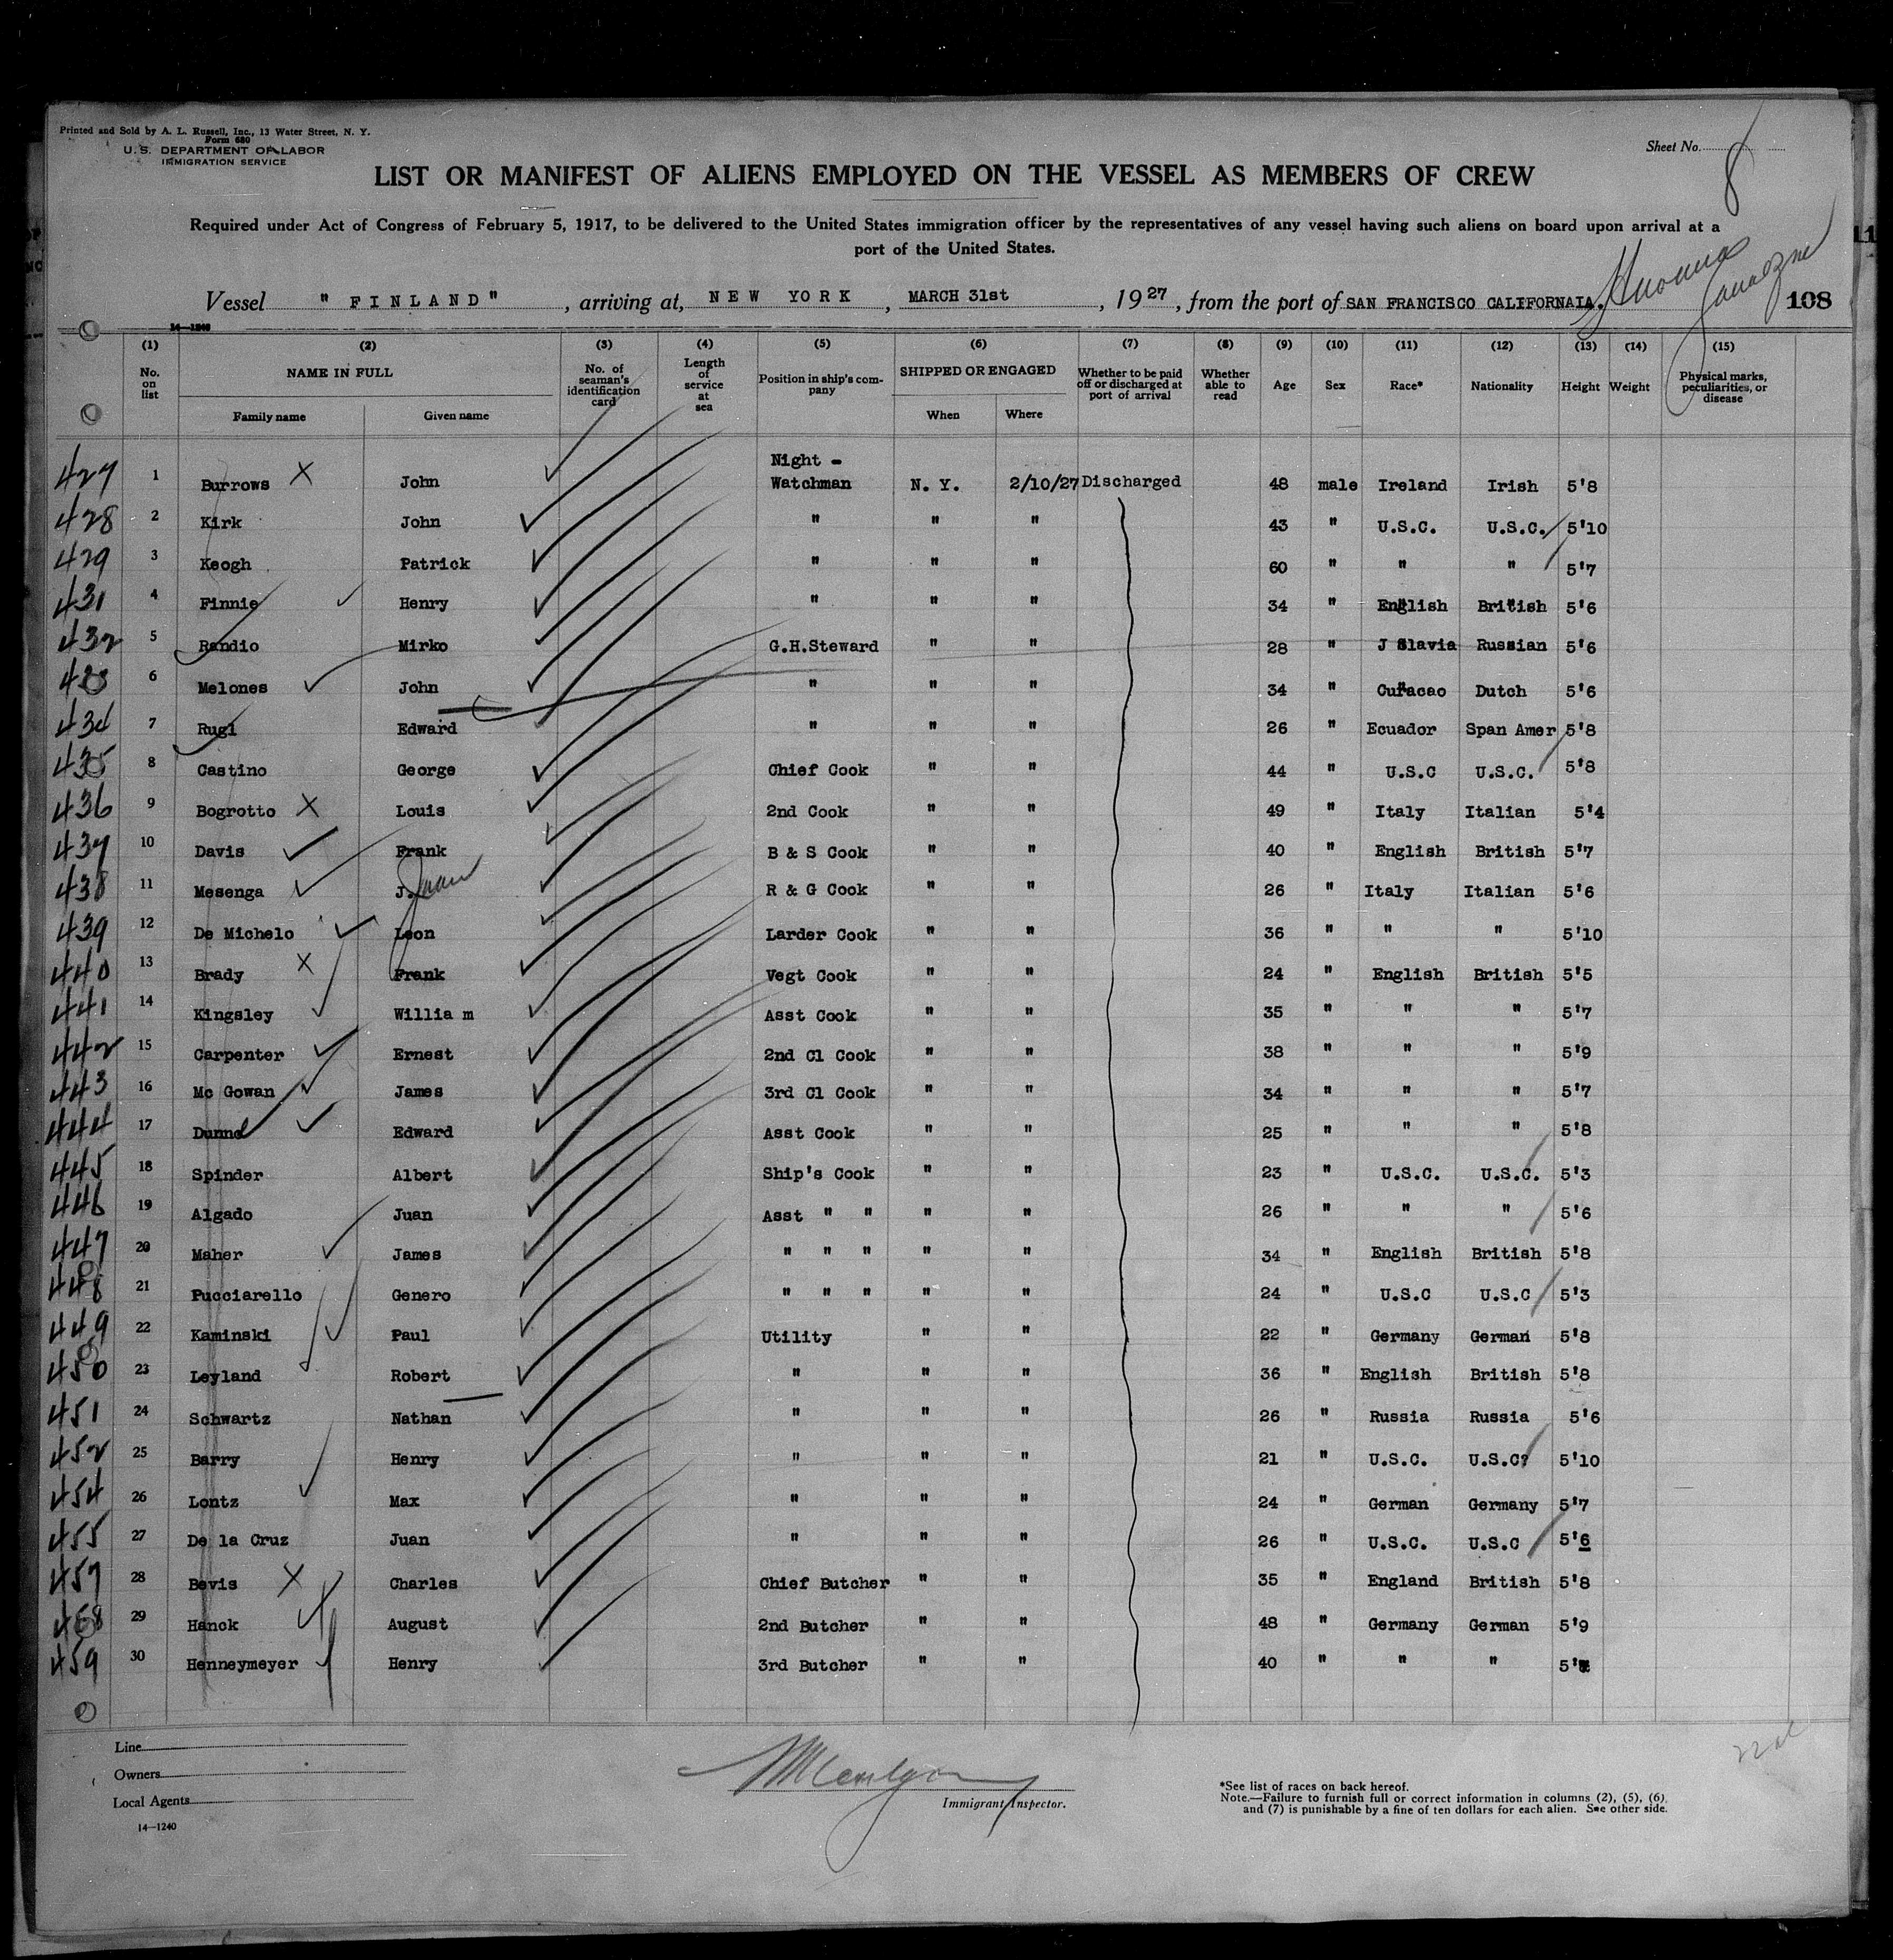 Printed and Sold by A. L. Russell, Inc., 13 Water Street, N. Y.
Form 680
U. S. DEPARTMENT OF LABOR
IMMIGRATION SERVICE
Sheet No. 8
LIST OR MANIFEST OF ALIENS EMPLOYED ON THE VESSEL AS MEMBERS OF CREW
Required under Act of Congress of February 5, 1917, to be delivered to the United States immigration officer by the representatives of any vessel having such aliens on board upon arrival at a
port of the United States.
Vessel "FINLAND", arriving at, NEW YORK, MARCH 31st, 1927, from the port of SAN FRANCISCO CALIFORNAIA.
108
14—1240
(1) (2) (3) (4) (5) (6) (7) (8) (9) (10) (11) (12) (13) (14) (15)
No. on list NAME IN FULL Family name Given name No. of seaman's identification card Length of service at sea Position in ship's company SHIPPED OR ENGAGED When Where Whether to be paid off or discharged at port of arrival Whether able to read Age Sex Race* Nationality Height Weight Physical marks, peculiarities, or disease
427 1 Burrows X John Night - Watchman N. Y. 2/10/27 Discharged 48 male Ireland Irish 5'8
428 2 Kirk John " " " 43 " U.S.C. U.S.C. 5'10
429 3 Keogh Patrick " " " 60 " " " 5'7
431 4 Finnie Henry " " " 34 " English British 5'6
432 5 Randio Mirko G.H.Steward " " 28 " J Slavia Russian 5'6
433 6 Melones John " " " 34 " Curacao Dutch 5'6
434 7 Rugl Edward " " " 26 " Ecuador Span Amer 5'8
435 8 Castino George Chief Cook " " 44 " U.S.C U.S.C. 5'8
436 9 Bogrotto X Louis 2nd Cook " " 49 " Italy Italian 5'4
437 10 Davis Frank B & S Cook " " 40 " English British 5'7
438 11 Mesenga J. Juan R & G Cook " " 26 " Italy Italian 5'6
439 12 De Michelo Leon Larder Cook " " 36 " " " 5'10
440 13 Brady X Frank Vegt Cook " " 24 " English British 5'5
441 14 Kingsley Willia m Asst Cook " " 35 " " " 5'7
442 15 Carpenter Ernest 2nd Cl Cook " " 38 " " " 5'9
443 16 Mc Gowan James 3rd Cl Cook " " 34 " " " 5'7
444 17 Dunne Edward Asst Cook " " 25 " " " 5'8
445 18 Spinder Albert Ship's Cook " " 23 " U.S.C. U.S.C. 5'3
446 19 Algado Juan Asst " " " " 26 " " " 5'6
447 20 Maher James " " " " " 34 " English British 5'8
448 21 Pucciarello Genero " " " " " 24 " U.S.C U.S.C 5'3
449 22 Kaminski Paul Utility " " 22 " Germany German 5'8
450 23 Leyland Robert " " " 36 " English British 5'8
451 24 Schwartz Nathan " " " 26 " Russia Russia 5'6
452 25 Barry Henry " " " 21 " U.S.C. U.S.C? 5'10
454 26 Lontz Max " " " 24 " German Germany 5'7
455 27 De la Cruz Juan " " " 26 " U.S.C. U.S.C 5'6
457 28 Bevis X Charles Chief Butcher " " 35 " England British 5'8
458 29 Hanck August 2nd Butcher " " 48 " Germany German 5'9
459 30 Henneymeyer Henry 3rd Butcher " " 40 " " " 5'
Line
Owners
Local Agents
14—1240
Immigrant Inspector.
*See list of races on back hereof.
Note.—Failure to furnish full or correct information in columns (2), (5), (6),
and (7) is punishable by a fine of ten dollars for each alien. See other side.